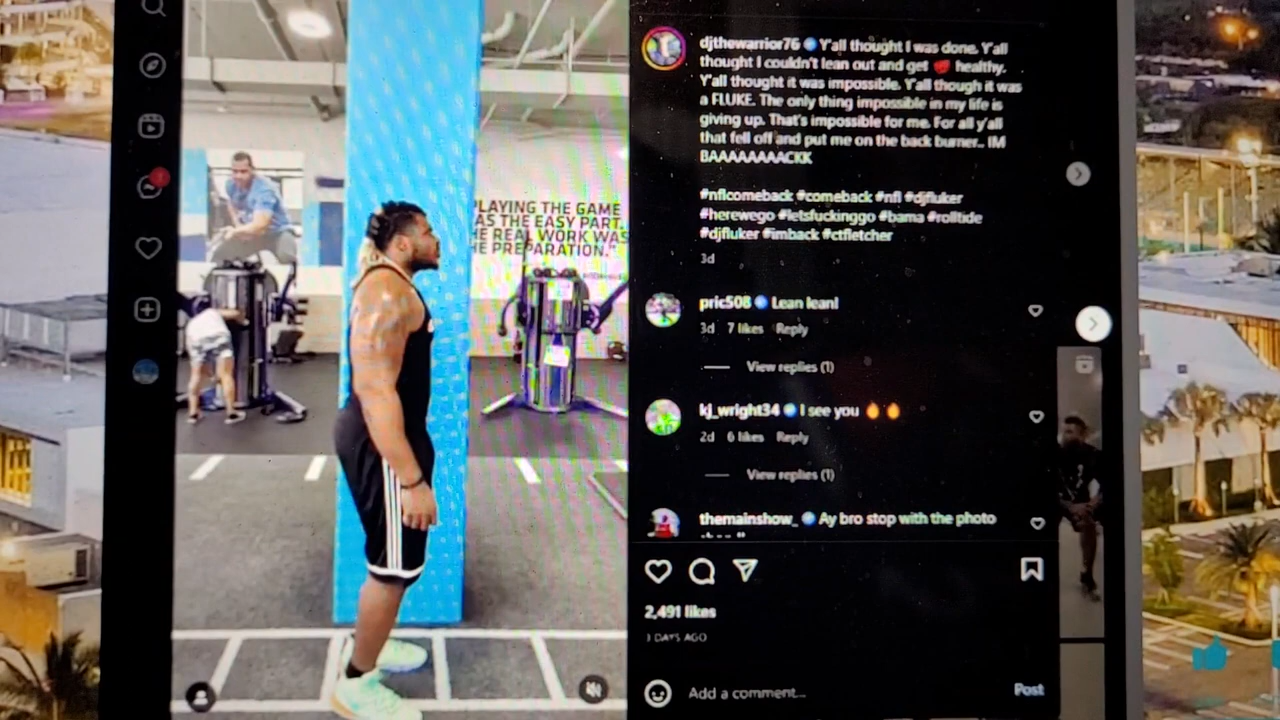 djthewarrior76 Y'all thought I was done. Y'all
thought I couldn't lean out and get healthy.
Y'all thought it was impossible. Y'all though it was
a FLUKE. The only thing impossible in my life is
giving up. That's impossible for me. For all y'all
that fell off and put me on the back burner.. IM
BAAAAAAAACKK
#nflcomeback #comeback #nfl #djfluker
#herewego #letsfuckinggo #bama #rolltide
#djfluker #imback #ctfletcher
3d
PLAYING THE GAME
AS THE EASY PART.
HE REAL WORK WAS
HE PREPARATION."
pric508 Lean lean!
3d 7 likes Reply
View replies (1)
kj_wright34 I see you
2d 6 likes Reply
View replies (1)
themainshow_ Ay bro stop with the photo
2,491 likes
3 DAYS AGO
Add a comment...
Post